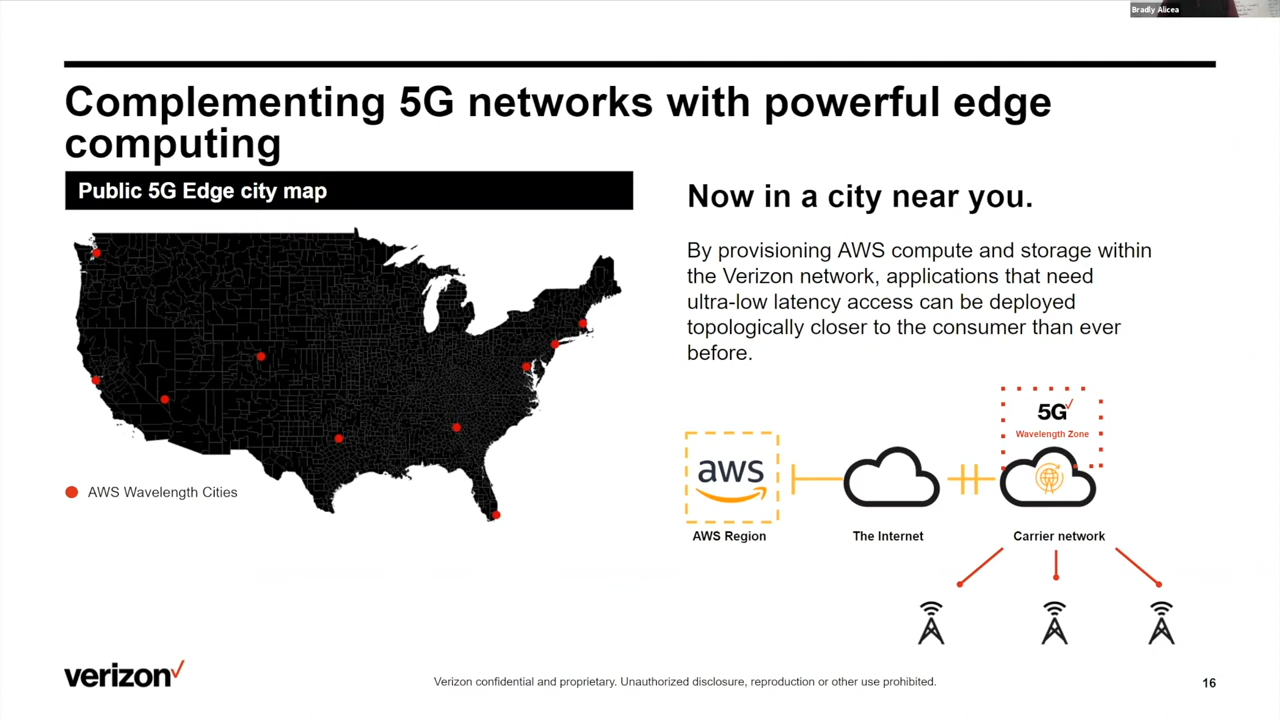 Bradly Alicea
Complementing 5G networks with powerful edge
computing
Public 5G Edge city map
Now in a city near you.
By provisioning AWS compute and storage within
the Verizon network, applications that need
ultra-low latency access can be deployed
topologically closer to the consumer than ever
before.
5G
Wavelength Zone
aws
AWS Wavelength Cities
AWS Region
The Internet
Carrier network
verizon
Verizon confidential and proprietary. Unauthorized disclosure, reproduction or other use prohibited.
16